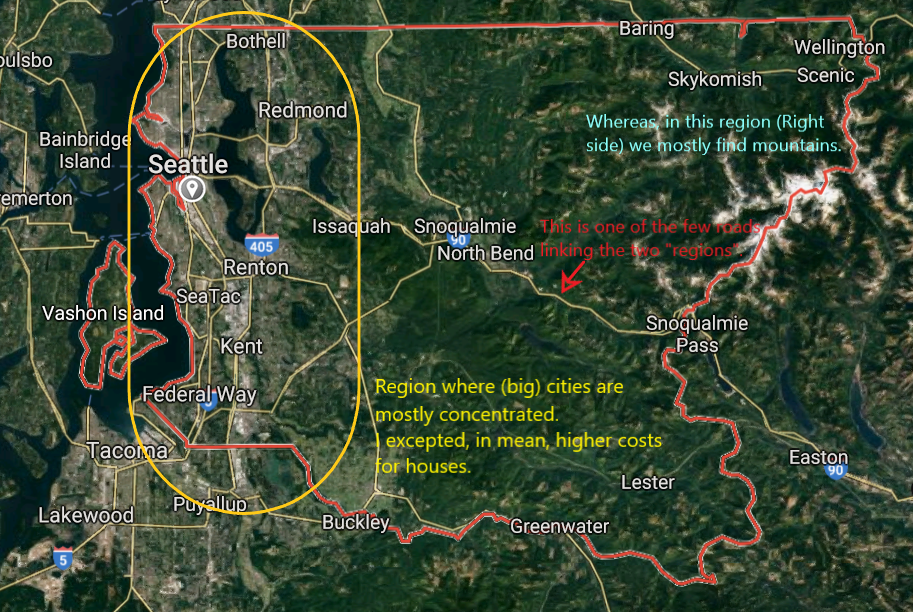 Bothell
Baring
Wellington
Scenic
Skykomish
oulsbo
Redmond
Whereas, in this region (Right
side) we mostly find mountains.
Bainbridge
Island
Seattle
remerton
Issaquah
Snoqualmie
This is one of the few roads
linking the two "regions".
90
North Bend
405
Renton
SeaTac
Vashon Island
Snoqualmie
Pass
Kent
Region where (big) cities are
mostly concentrated.
I excepted, in mean, higher costs
for houses.
Federal Way
5
Tacoma
Easton
90
Lester
Puyallup
Lakewood
Buckley
Greenwater
5